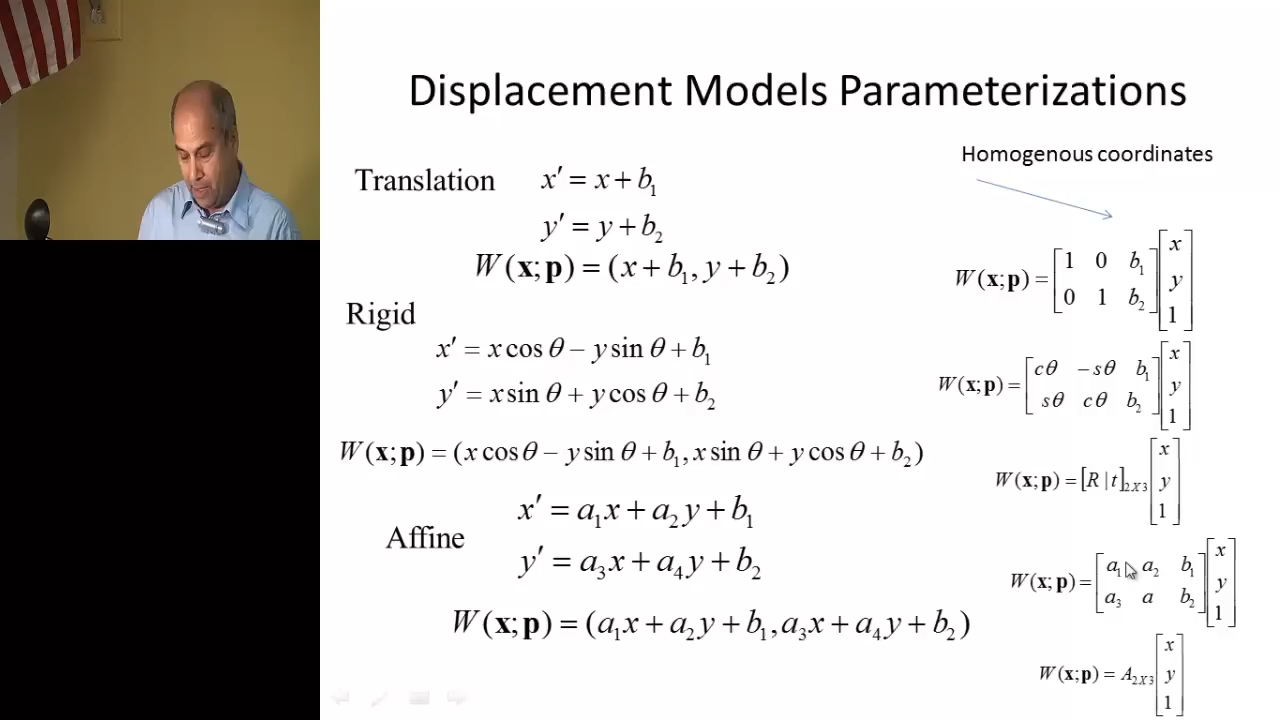 Displacement Models Parameterizations
Homogenous coordinates
Translation x′ = x + b₁
y′ = y + b₂
W(x;p) = (x + b₁, y + b₂)
W(x;p) = [1 0 b₁; 0 1 b₂] [x; y; 1]
Rigid
x′ = x cos θ − y sin θ + b₁
y′ = x sin θ + y cos θ + b₂
W(x;p) = [cθ −sθ b₁; sθ cθ b₂] [x; y; 1]
W(x;p) = (x cos θ − y sin θ + b₁, x sin θ + y cos θ + b₂)
W(x;p) = [R | t]₂X₃ [x; y; 1]
Affine
x′ = a₁x + a₂y + b₁
y′ = a₃x + a₄y + b₂
W(x;p) = [a₁ a₂ b₁; a₃ a b₂] [x; y; 1]
W(x;p) = (a₁x + a₂y + b₁, a₃x + a₄y + b₂)
W(x;p) = A₂X₃ [x; y; 1]